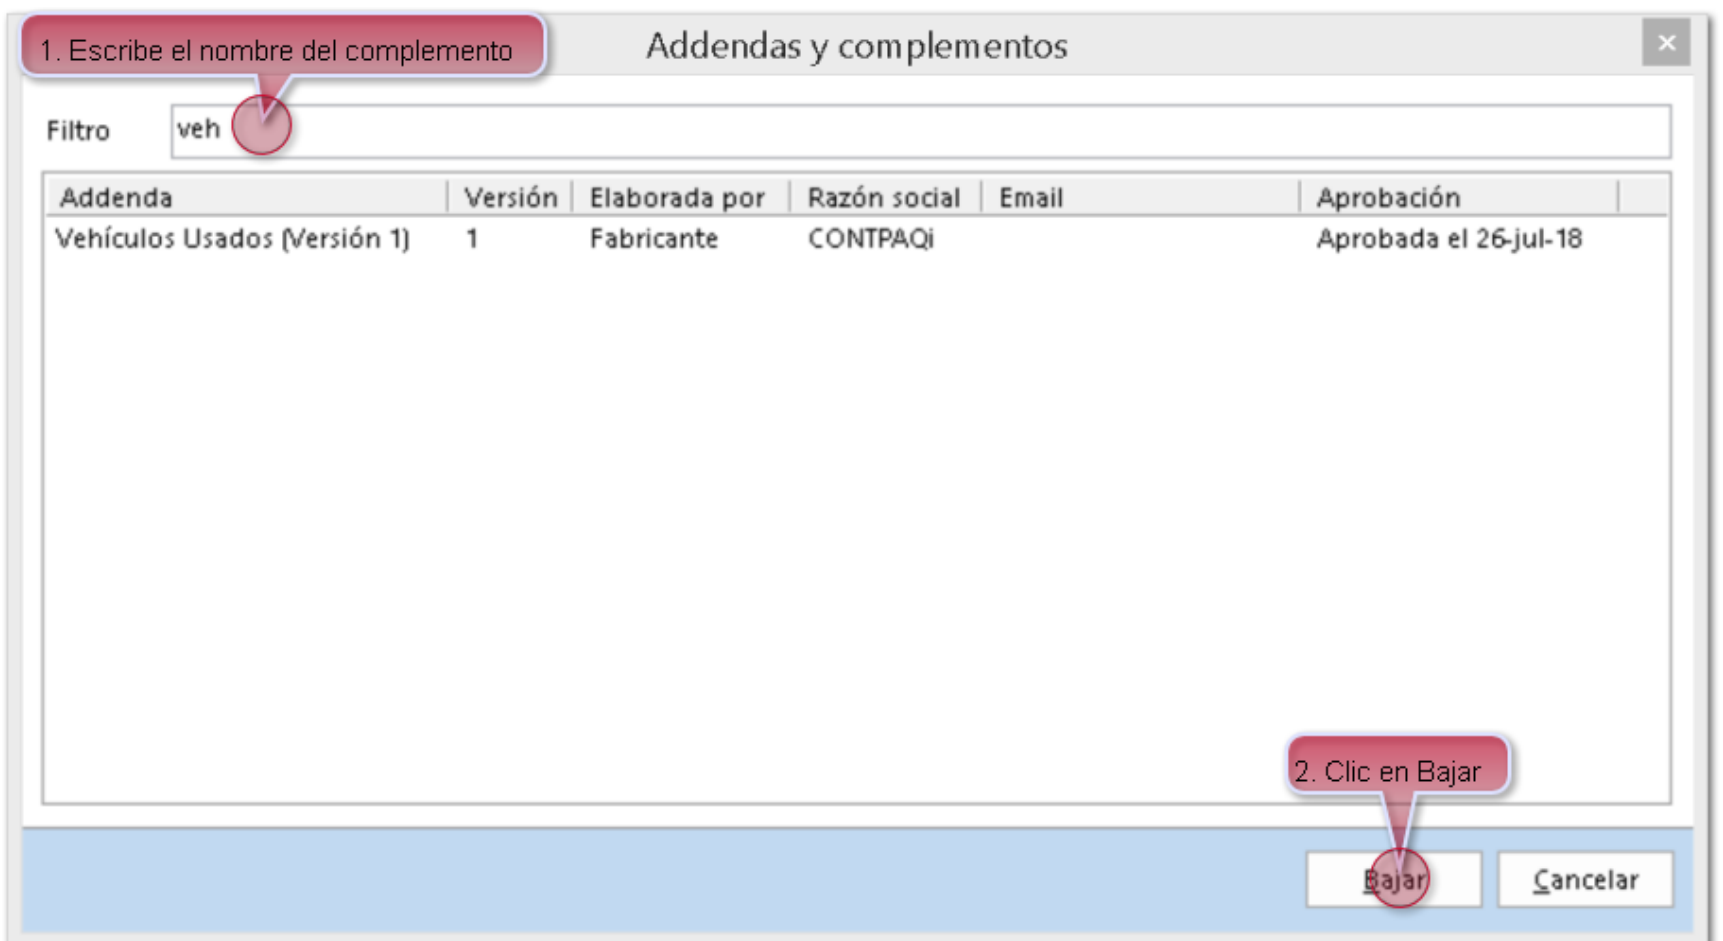 1. Escribe el nombre del complemento
Addendas y complementos
Filtro
veh
Addenda Versión Elaborada por Razón social Email Aprobación
Vehículos Usados (Versión 1) 1 Fabricante CONTPAQi Aprobada el 26-jul-18
2. Clic en Bajar
Bajar Cancelar